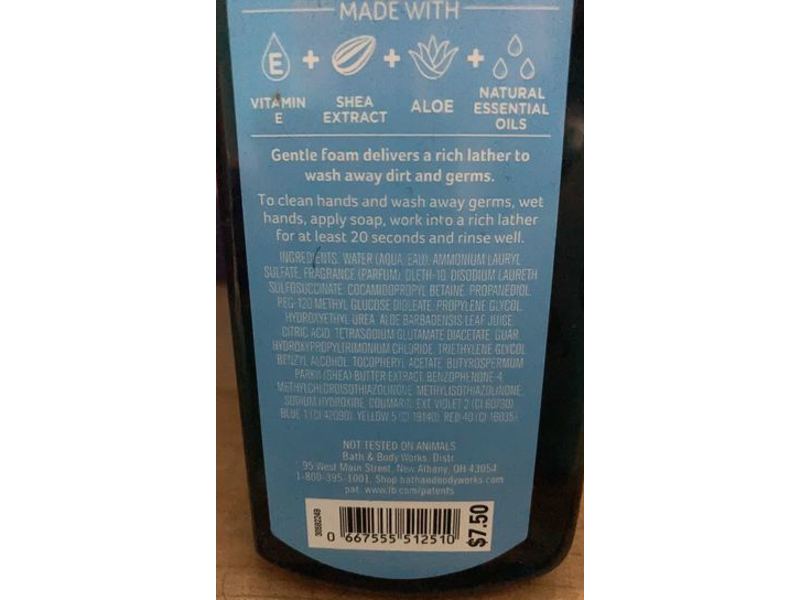 MADE WITH
E + + +
VITAMIN E
SHEA EXTRACT
ALOE
NATURAL ESSENTIAL OILS
Gentle foam delivers a rich lather to
wash away dirt and germs.
To clean hands and wash away germs, wet
hands, apply soap, work into a rich lather
for at least 20 seconds and rinse well.
INGREDIENTS: WATER (AQUA, EAU), AMMONIUM LAURYL
SULFATE, FRAGRANCE (PARFUM), OLETH-10, DISODIUM LAURETH
SULFOSUCCINATE, COCAMIDOPROPYL BETAINE, PROPANEDIOL,
PEG-120 METHYL GLUCOSE DIOLEATE, PROPYLENE GLYCOL,
HYDROXYETHYL UREA, ALOE BARBADENSIS LEAF JUICE,
CITRIC ACID, TETRASODIUM GLUTAMATE DIACETATE, GUAR
HYDROXYPROPYLTRIMONIUM CHLORIDE, TRIETHYLENE GLYCOL,
BENZYL ALCOHOL, TOCOPHERYL ACETATE, BUTYROSPERMUM
PARKII (SHEA) BUTTER EXTRACT, BENZOPHENONE-4,
METHYLCHLOROISOTHIAZOLINONE, METHYLISOTHIAZOLINONE,
SODIUM HYDROXIDE, COUMARIN, EXT. VIOLET 2 (CI 60730),
BLUE 1 (CI 42090), YELLOW 5 (CI 19140), RED 40 (CI 16035).
NOT TESTED ON ANIMALS
Bath & Body Works, Distr.
95 West Main Street, New Albany, OH 43054
1-800-395-1001, Shop bathandbodyworks.com
pat. www.lb.com/patents
0 667555 512510
$7.50